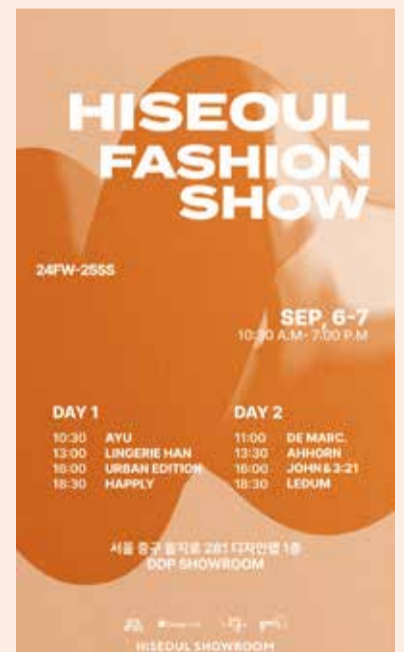 HISEOUL
FASHION
SHOW
24FW-25SS
SEP, 6-7
10:30 A.M- 7:00 P.M
DAY 1
10:30 AYU
13:00 LINGERIE HAN
16:00 URBAN EDITION
18:30 HAPPLY
DAY 2
11:00 DE MARC.
13:30 AHHORN
16:00 JOHN & 3:21
18:30 LEDUM
서울 중구 을지로 281 디자인랩 1층
DDP SHOWROOM
HISEOUL SHOWROOM